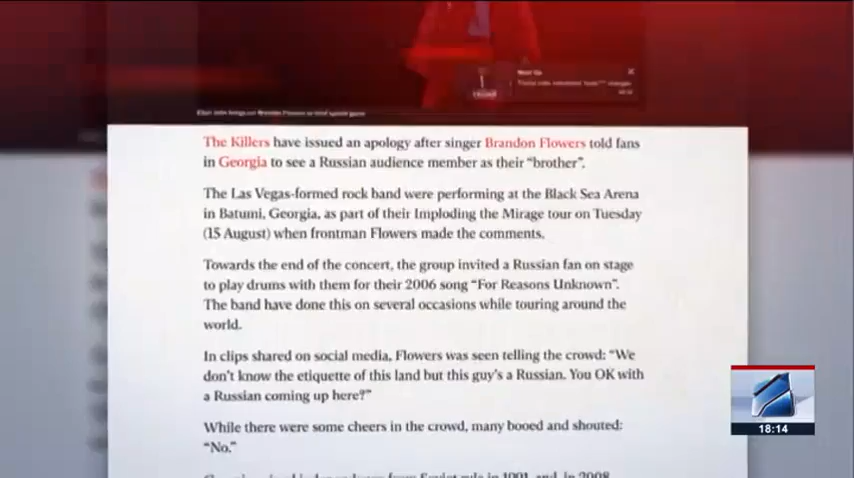 The Killers have issued an apology after singer Brandon Flowers told fans
in Georgia to see a Russian audience member as their “brother”.
The Las Vegas-formed rock band were performing at the Black Sea Arena
in Batumi, Georgia, as part of their Imploding the Mirage tour on Tuesday
(15 August) when frontman Flowers made the comments.
Towards the end of the concert, the group invited a Russian fan on stage
to play drums with them for their 2006 song “For Reasons Unknown”.
The band have done this on several occasions while touring around the
world.
In clips shared on social media, Flowers was seen telling the crowd: “We
don’t know the etiquette of this land but this guy’s a Russian. You OK with
a Russian coming up here?”
While there were some cheers in the crowd, many booed and shouted:
“No.”
18:14